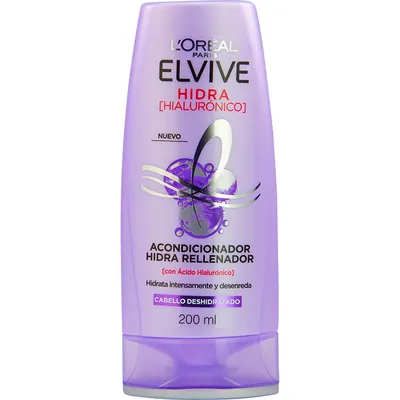 L'ORÉAL
PARIS
ELVIVE
HIDRA
[HIALURÓNICO]
NUEVO
ACONDICIONADOR
HIDRA RELLENADOR
[con Ácido Hialurónico]
Hidrata intensamente y desenreda
CABELLO DESHIDRATADO
200 ml